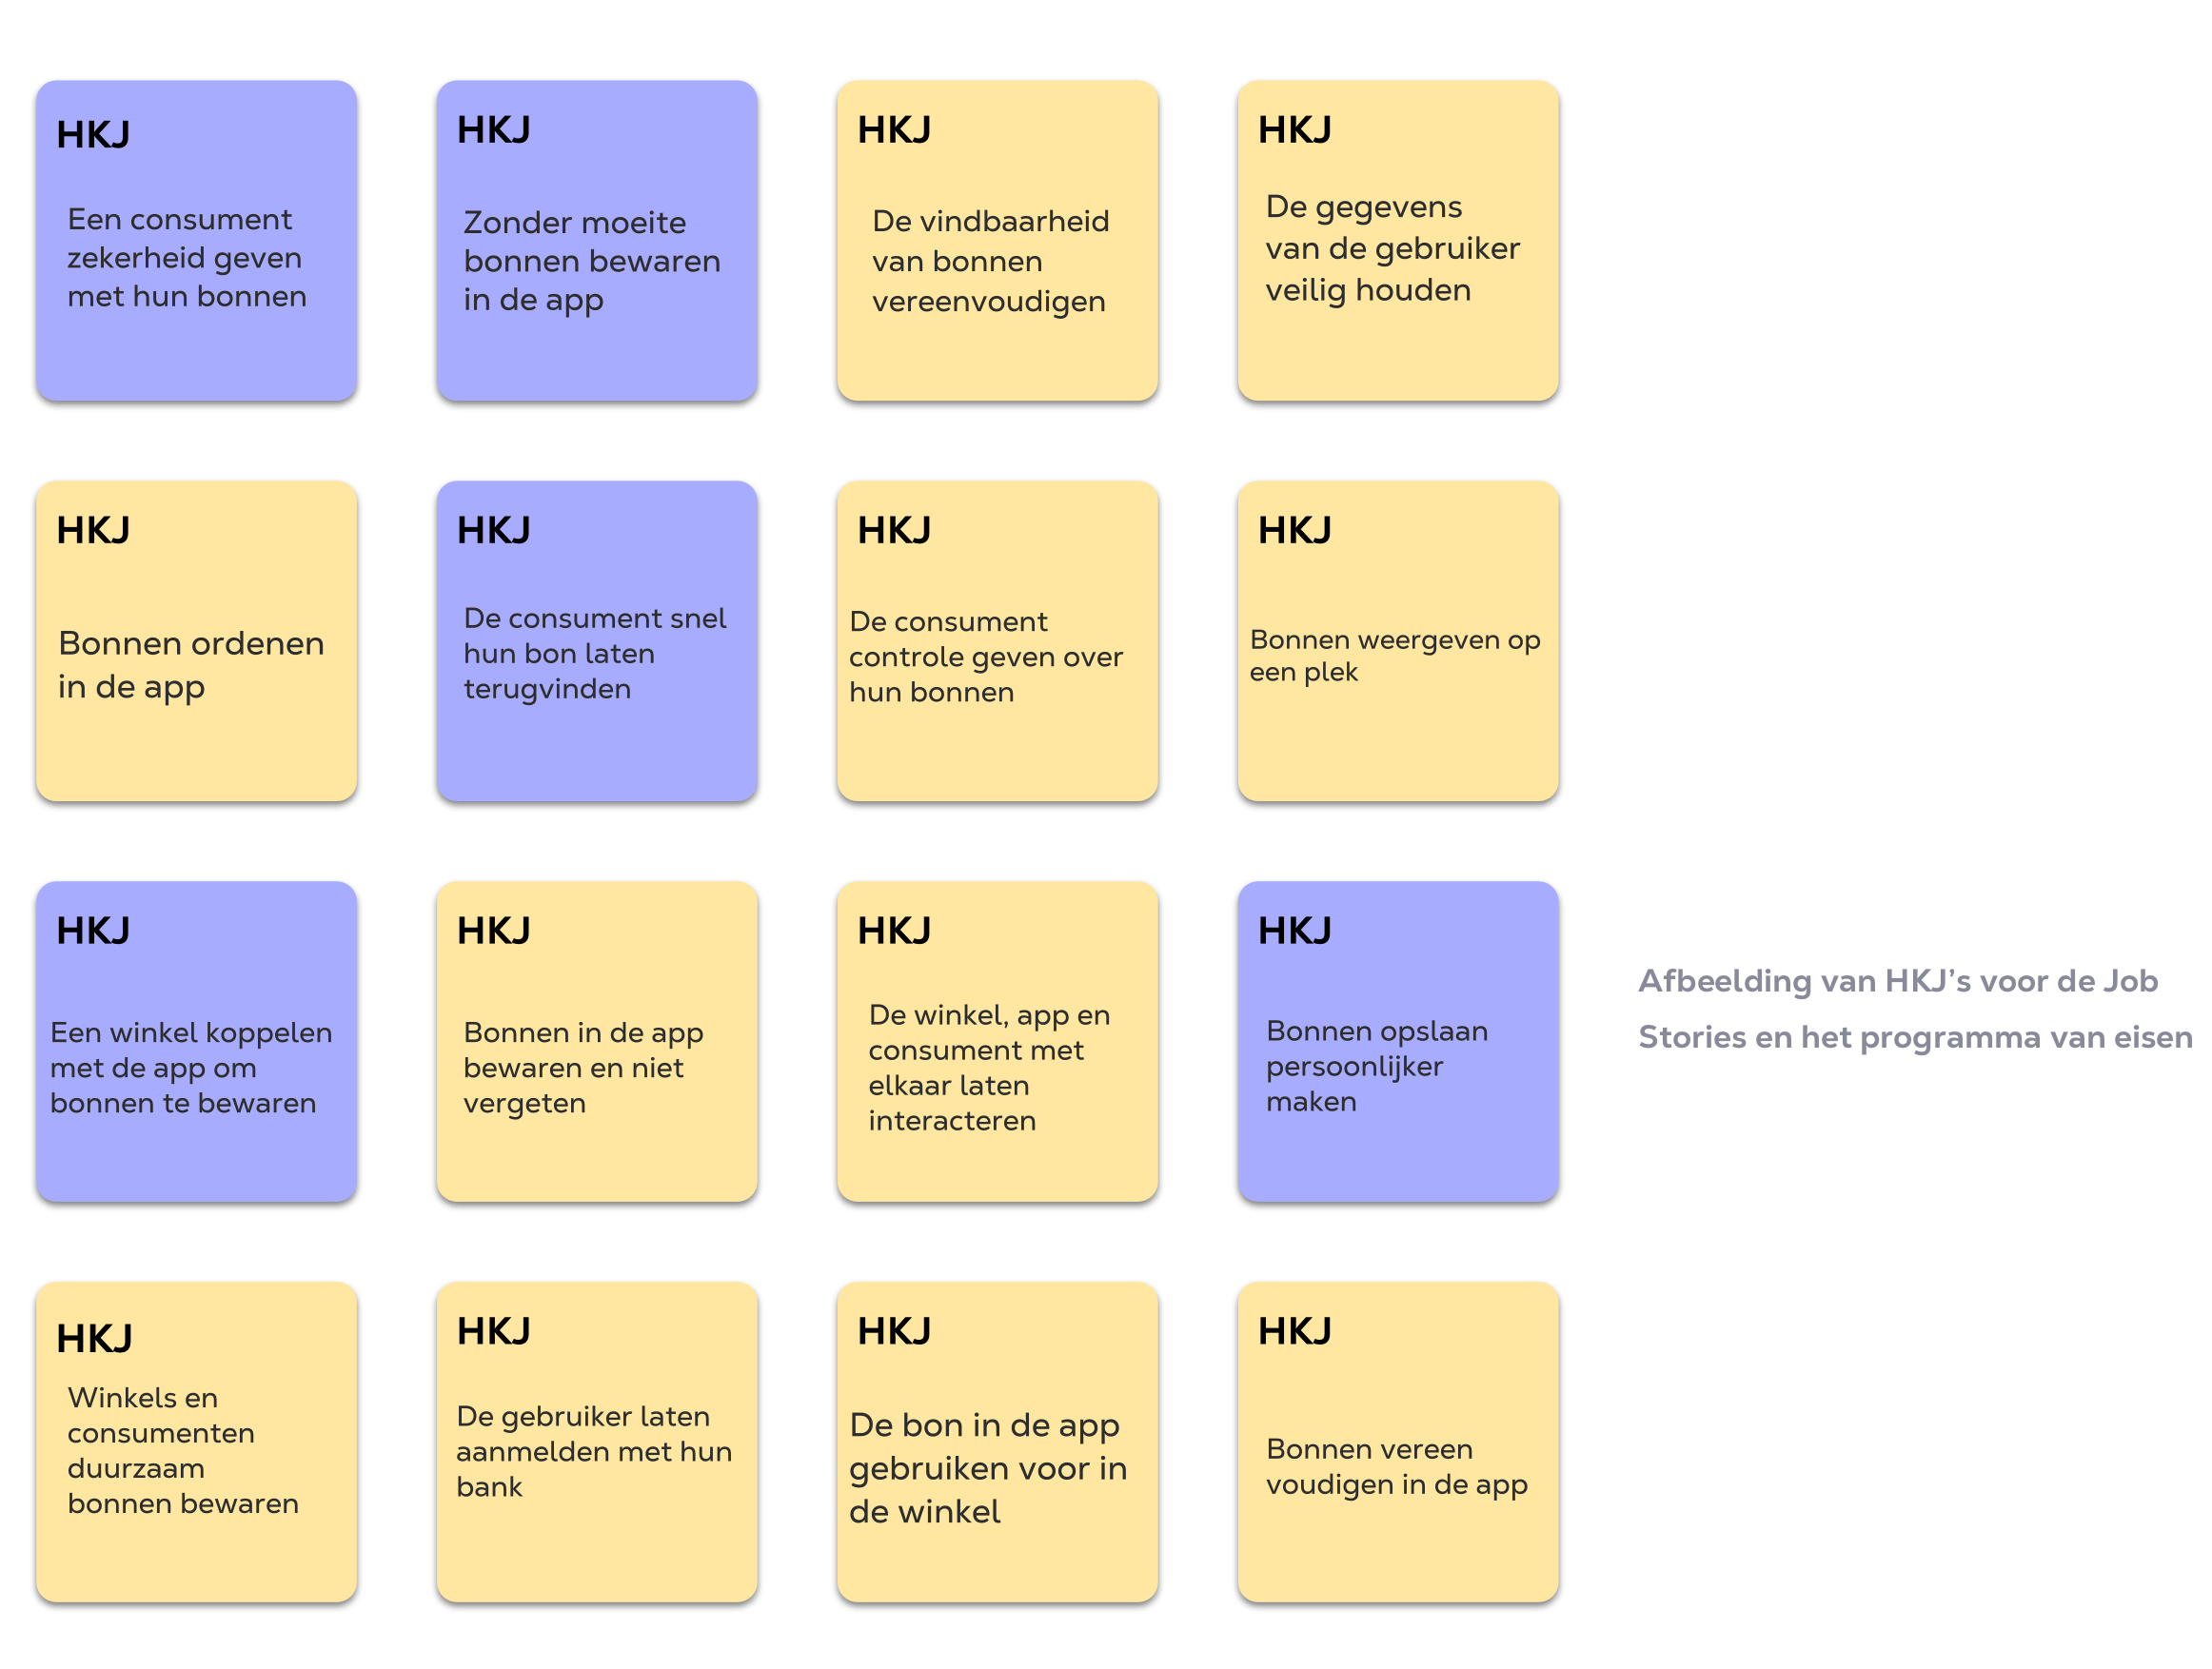 HKJ
Een consument
zekerheid geven
met hun bonnen
HKJ
Zonder moeite
bonnen bewaren
in de app
HKJ
De vindbaarheid
van bonnen
vereenvoudigen
HKJ
De gegevens
van de gebruiker
veilig houden
HKJ
Bonnen ordenen
in de app
HKJ
De consument snel
hun bon laten
terugvinden
HKJ
De consument
controle geven over
hun bonnen
HKJ
Bonnen weergeven op
een plek
HKJ
Een winkel koppelen
met de app om
bonnen te bewaren
HKJ
Bonnen in de app
bewaren en niet
vergeten
HKJ
De winkel, app en
consument met
elkaar laten
interacteren
HKJ
Bonnen opslaan
persoonlijker
maken
Afbeelding van HKJ’s voor de Job
Stories en het programma van eisen
HKJ
Winkels en
consumenten
duurzaam
bonnen bewaren
HKJ
De gebruiker laten
aanmelden met hun
bank
HKJ
De bon in de app
gebruiken voor in
de winkel
HKJ
Bonnen vereen
voudigen in de app